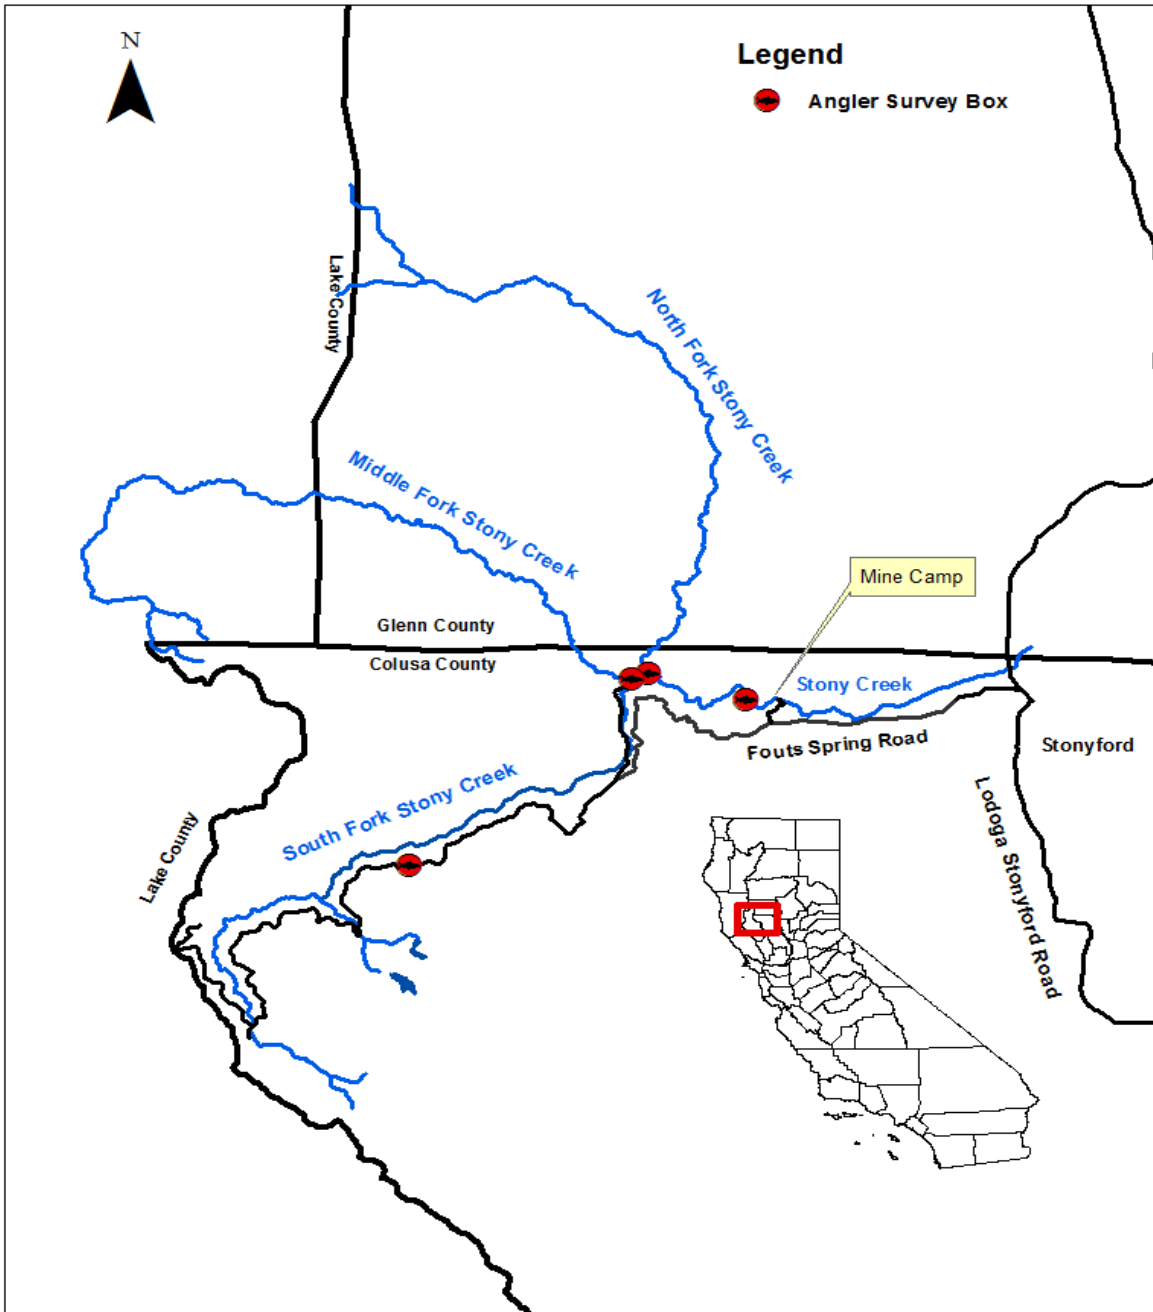 N
Legend
Angler Survey Box
Lake County
North Fork Stony Creek
Middle Fork Stony Creek
Mine Camp
Glenn County
Colusa County
Stony Creek
Fouts Spring Road
Stonyford
South Fork Stony Creek
Lake County
Lodoga Stonyford Road